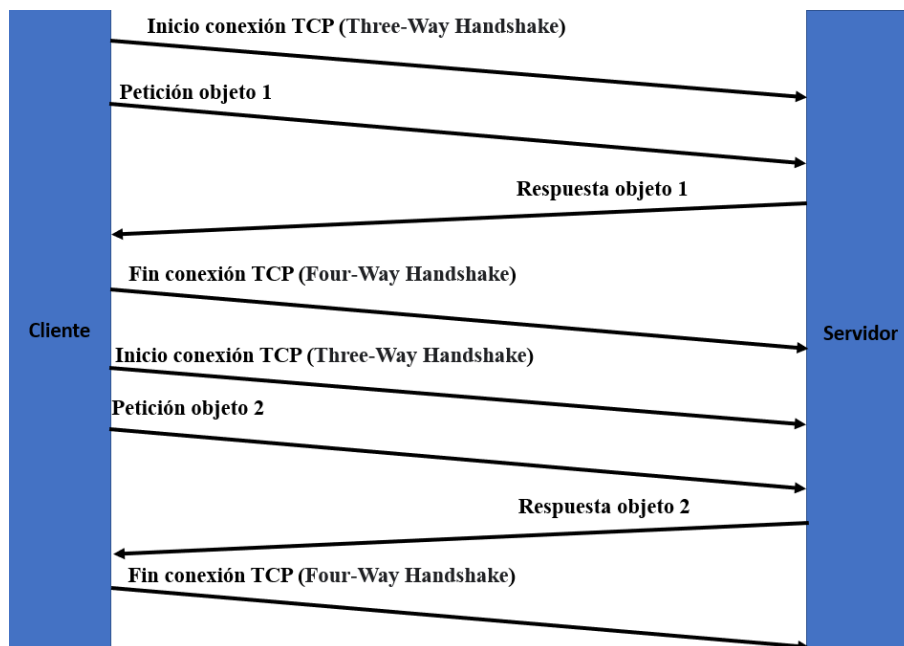 Inicio conexión TCP (Three-Way Handshake)
Petición objeto 1
Respuesta objeto 1
Fin conexión TCP (Four-Way Handshake)
Cliente
Servidor
Inicio conexión TCP (Three-Way Handshake)
Petición objeto 2
Respuesta objeto 2
Fin conexión TCP (Four-Way Handshake)